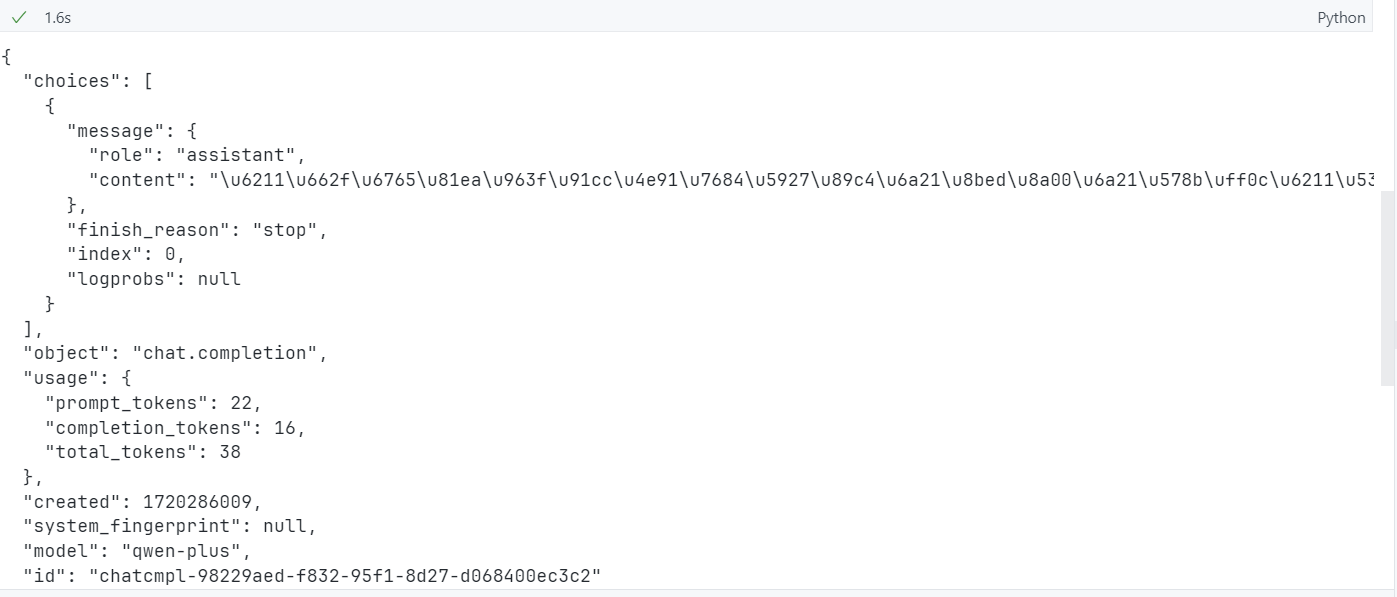 1.6s
Python
{
  "choices": [
    {
      "message": {
        "role": "assistant",
        "content": "\u6211\u662f\u6765\u81ea\u963f\u91cc\u4e91\u7684\u5927\u89c4\u6a21\u8bed\u8a00\u6a21\u578b\uff0c\u6211\u53
      },
      "finish_reason": "stop",
      "index": 0,
      "logprobs": null
    }
  ],
  "object": "chat.completion",
  "usage": {
    "prompt_tokens": 22,
    "completion_tokens": 16,
    "total_tokens": 38
  },
  "created": 1720286009,
  "system_fingerprint": null,
  "model": "qwen-plus",
  "id": "chatcmpl-98229aed-f832-95f1-8d27-d068400ec3c2"